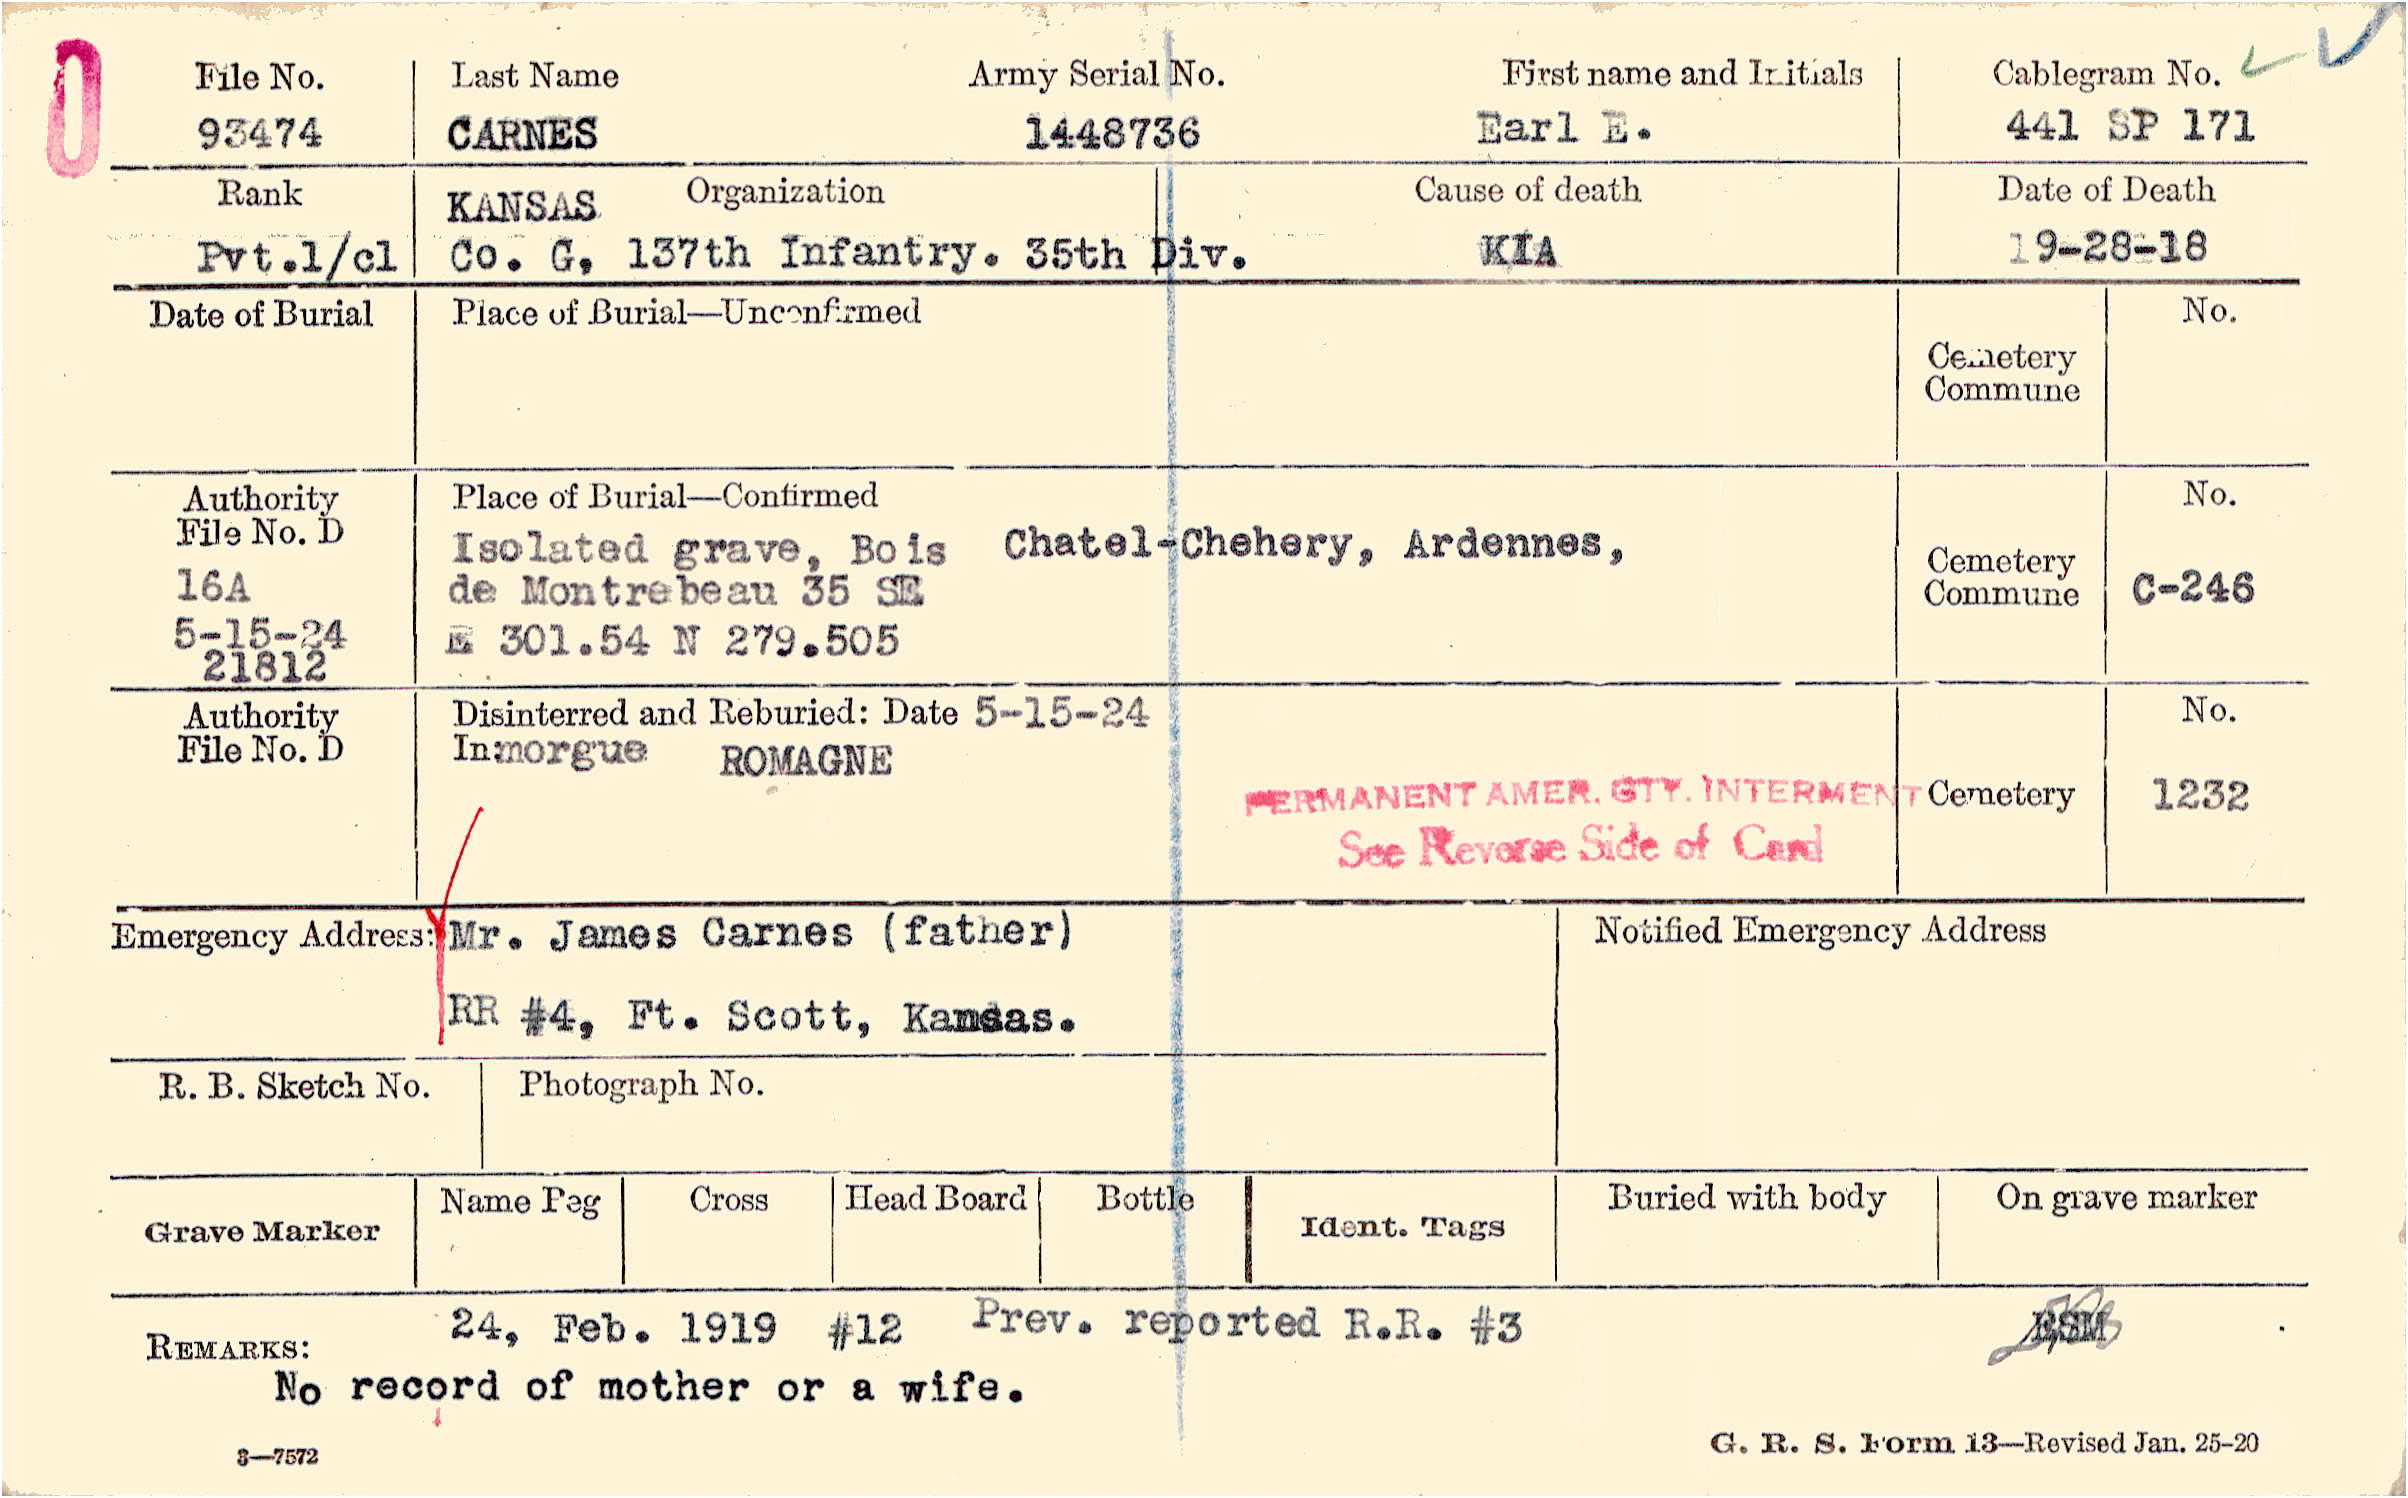 0
File No. Last Name Army Serial No. First name and Initials Cablegram No.
93474 CARNES 1448736 Earl E. 441 SP 171
Rank KANSAS Organization Cause of death Date of Death
Pvt.1/cl Co. G, 137th Infantry. 35th Div. KIA 19-28-18
Date of Burial Place of Burial—Unconfirmed No.
Cemetery
Commune
Authority Place of Burial—Confirmed No.
File No. D Isolated grave, Bois Chatel-Chehery, Ardennes,
16A de Montrebeau 35 SE Cemetery
Commune C-246
5-15-24 E 301.54 N 279.505
21812
Authority Disinterred and Reburied: Date 5-15-24 No.
File No. D In:morgue ROMAGNE
PERMANENT AMER. CTY. INTERMENT Cemetery 1232
See Reverse Side of Card
Emergency Address: Mr. James Carnes (father) Notified Emergency Address
RR #4, Ft. Scott, Kansas.
R. B. Sketch No. Photograph No.
Grave Marker Name Peg Cross Head Board Bottle Ident. Tags Buried with body On grave marker
24, Feb. 1919 #12 Prev. reported R.R. #3
REMARKS:
No record of mother or a wife.
3—7572 G. R. S. Form 13—Revised Jan. 25-20